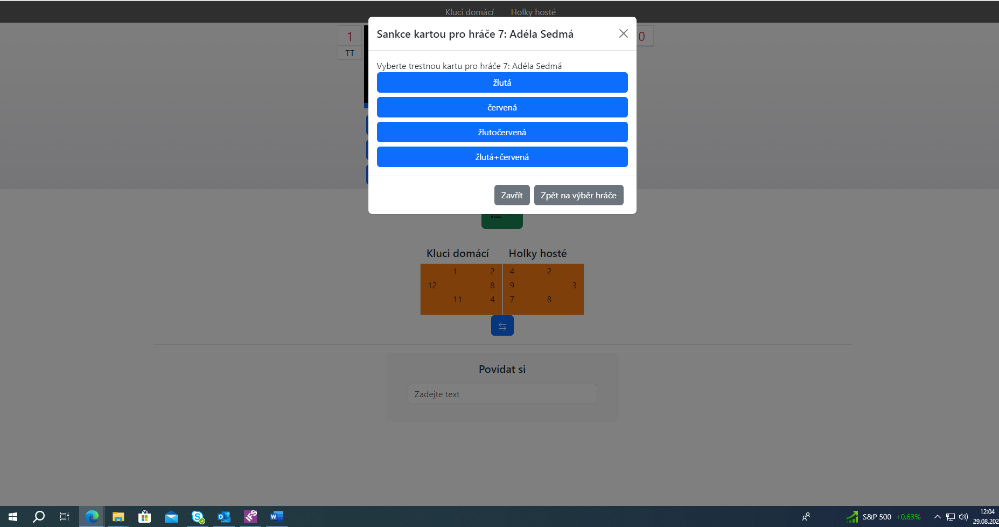 Kluci domácí Holky hosté
Sankce kartou pro hráče 7: Adéla Sedmá
1 0
TT
Vyberte trestnou kartu pro hráče 7: Adéla Sedmá
žlutá
červená
žlutočervená
žlutá+červená
Zavřít Zpět na výběr hráče
Kluci domácí Holky hosté
1 2 4 2
12 8 9 3
11 4 7 8
Povídat si
Zadejte text
S&P 500 +0,63%
12:04
29.08.202